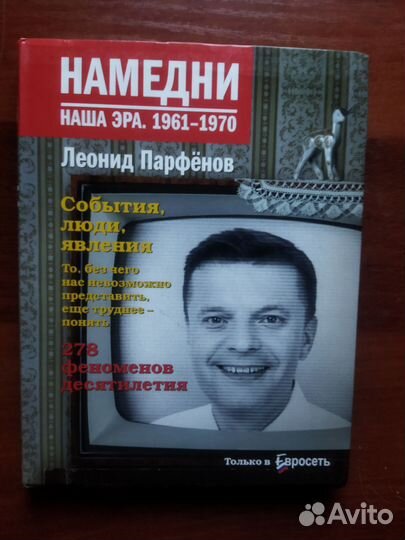 НАМЕДНИ
НАША ЭРА. 1961–1970
Леонид Парфёнов
События,
люди,
явления
То, без чего
нас невозможно
представить,
еще труднее –
понять
278
феноменов
десятилетия
Только в Евросеть
Avito